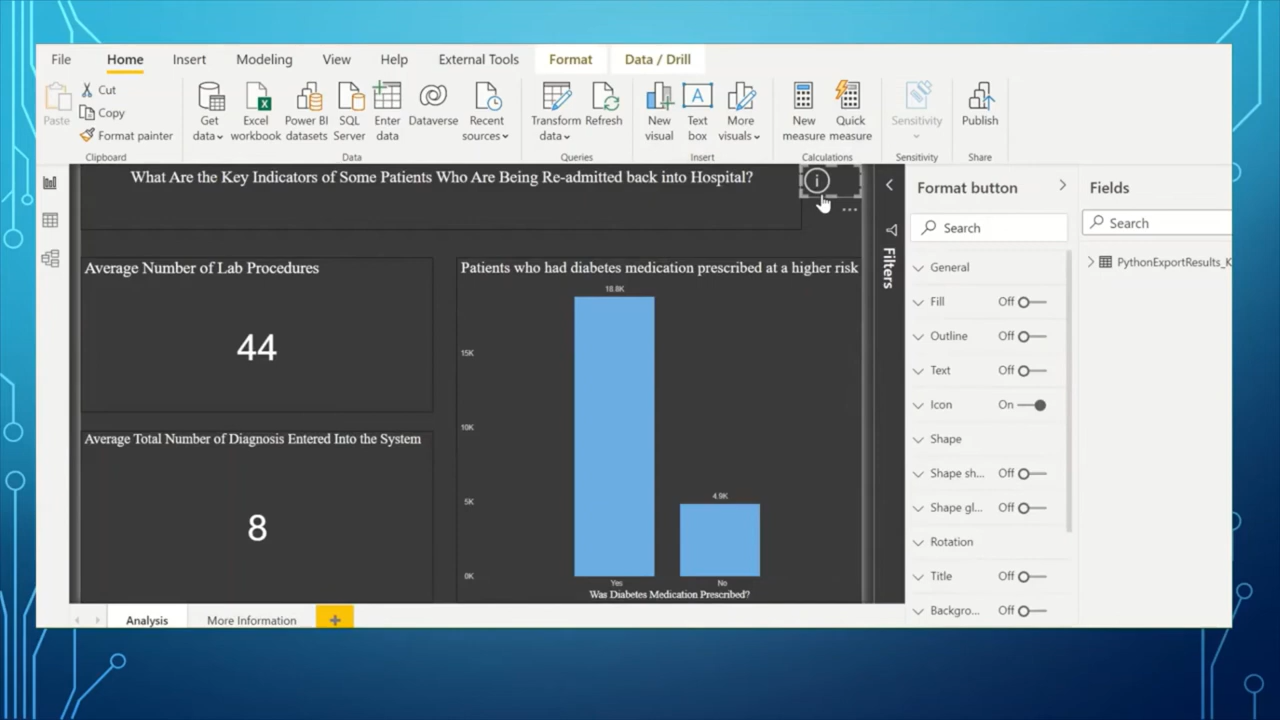 File Home Insert Modeling View Help External Tools Format Data / Drill
Paste
Cut
Copy
Format painter
Clipboard
Get data
Excel workbook
Power BI datasets
SQL Server
Enter data
Dataverse
Recent sources
Data
Transform data
Refresh
Queries
New visual
Text box
More visuals
Insert
New measure
Quick measure
Calculations
Sensitivity
Sensitivity
Publish
Share
What Are the Key Indicators of Some Patients Who Are Being Re-admitted back into Hospital?
Average Number of Lab Procedures
44
Average Total Number of Diagnosis Entered Into the System
8
Patients who had diabetes medication prescribed at a higher risk
18.8K
15K
10K
4.9K
5K
0K
Yes No
Was Diabetes Medication Prescribed?
Filters
Format button
Search
General
Fill Off
Outline Off
Text Off
Icon On
Shape
Shape sh... Off
Shape gl... Off
Rotation
Title Off
Backgro... Off
Fields
Search
PythonExportResults_K
Analysis More Information +